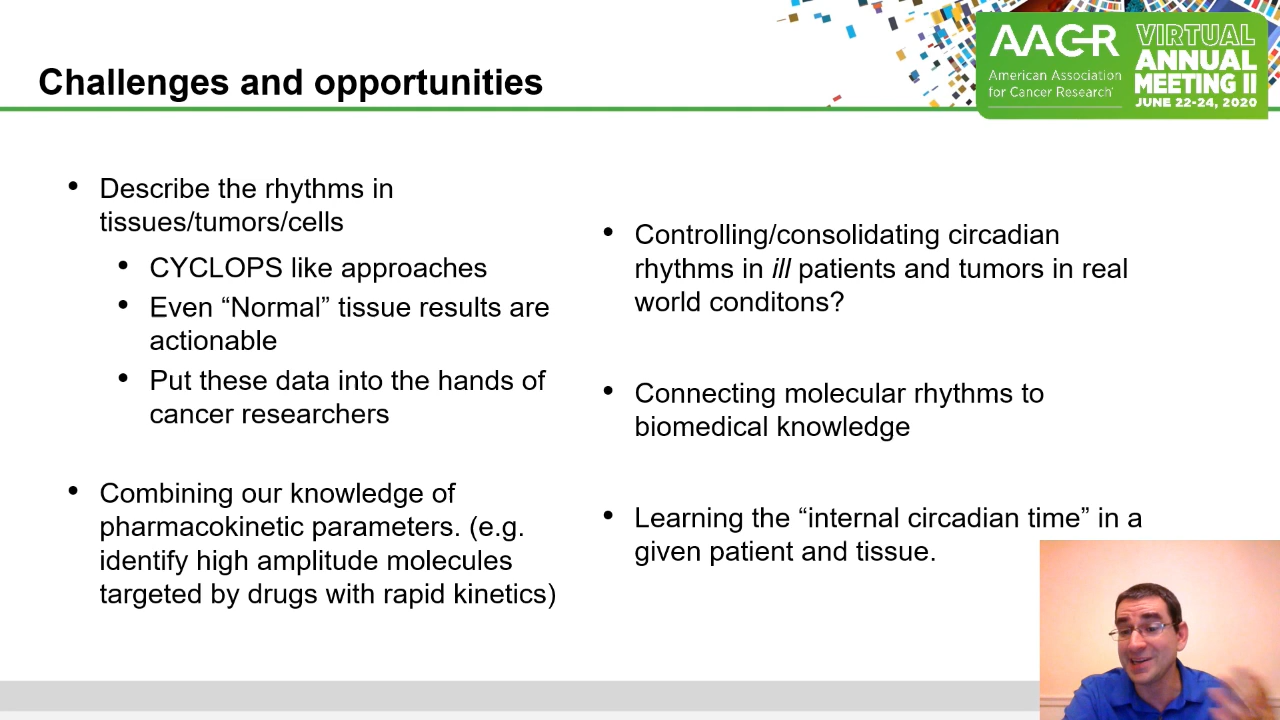 Challenges and opportunities
AACR
American Association
for Cancer Research
VIRTUAL
ANNUAL
MEETING II
JUNE 22-24, 2020
• Describe the rhythms in
tissues/tumors/cells
• CYCLOPS like approaches
• Even “Normal” tissue results are
actionable
• Put these data into the hands of
cancer researchers
• Combining our knowledge of
pharmacokinetic parameters. (e.g.
identify high amplitude molecules
targeted by drugs with rapid kinetics)
• Controlling/consolidating circadian
rhythms in ill patients and tumors in real
world conditons?
• Connecting molecular rhythms to
biomedical knowledge
• Learning the “internal circadian time” in a
given patient and tissue.